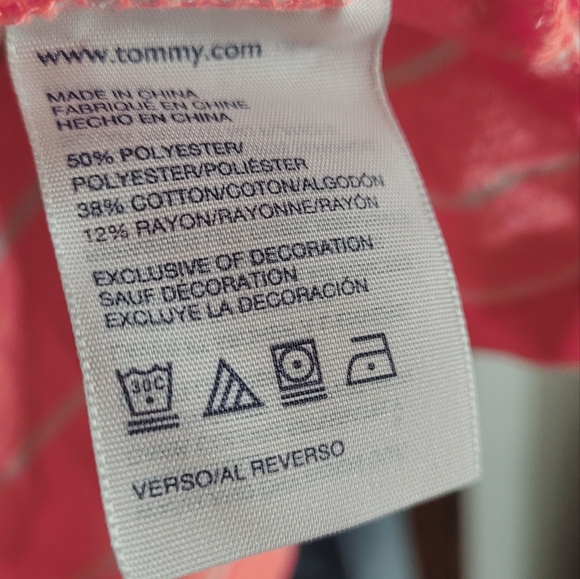 www.tommy.com
MADE IN CHINA
FABRIQUE EN CHINE
HECHO EN CHINA
50% POLYESTER/
POLYESTER/POLIÉSTER
38% COTTON/COTON/ALGODÓN
12% RAYON/RAYONNE/RAYÓN
EXCLUSIVE OF DECORATION
SAUF DÉCORATION
EXCLUYE LA DECORACIÓN
30C
VERSO/AL REVERSO